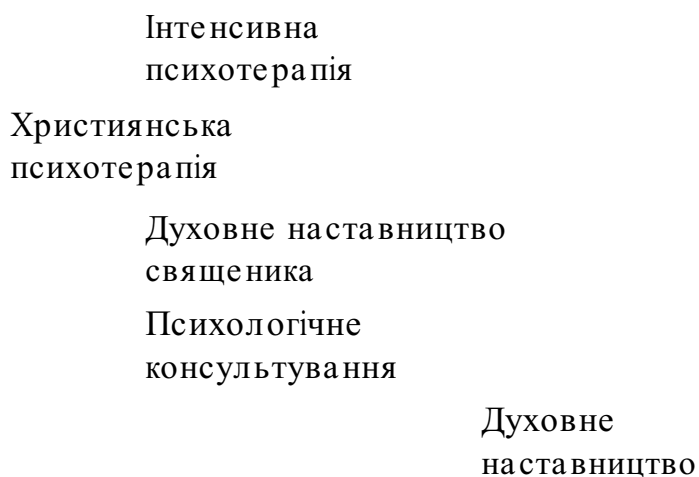 Інтенсивна
психотерапія
Християнська
психотерапія
Духовне наставництво
священика
Психологічне
консультування
Духовне
наставництво